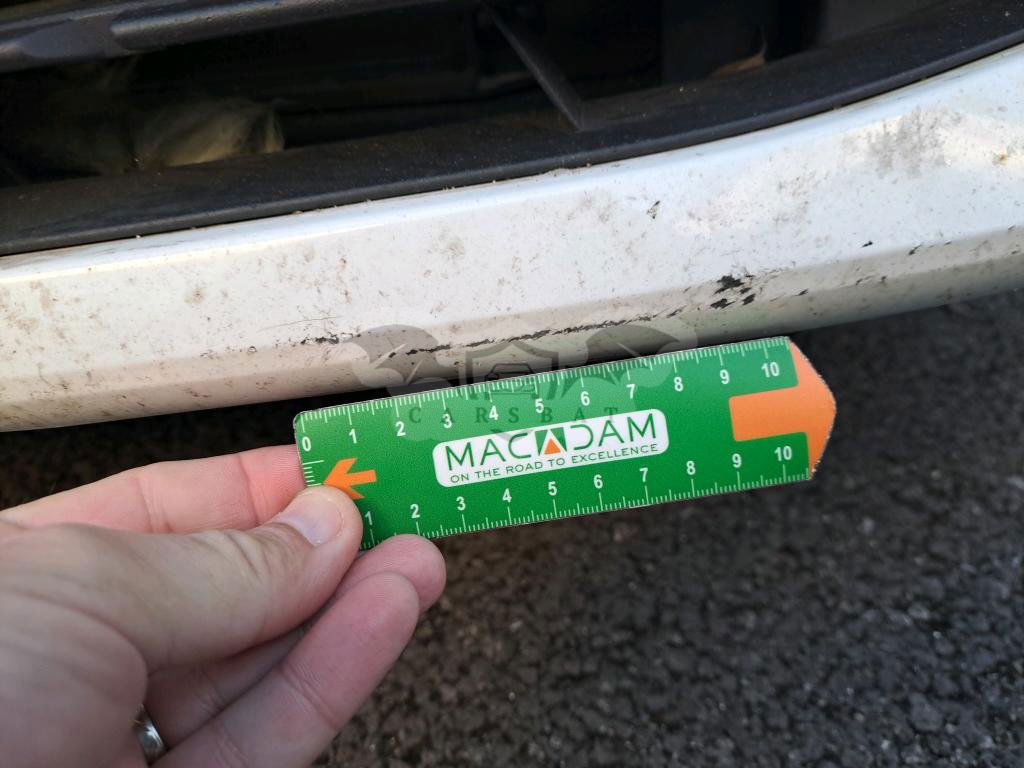 0 1 2 3 4 5 6 7 8 9 10
CARSBAT
MACADAM
ON THE ROAD TO EXCELLENCE
1 2 3 4 5 6 7 8 9 10